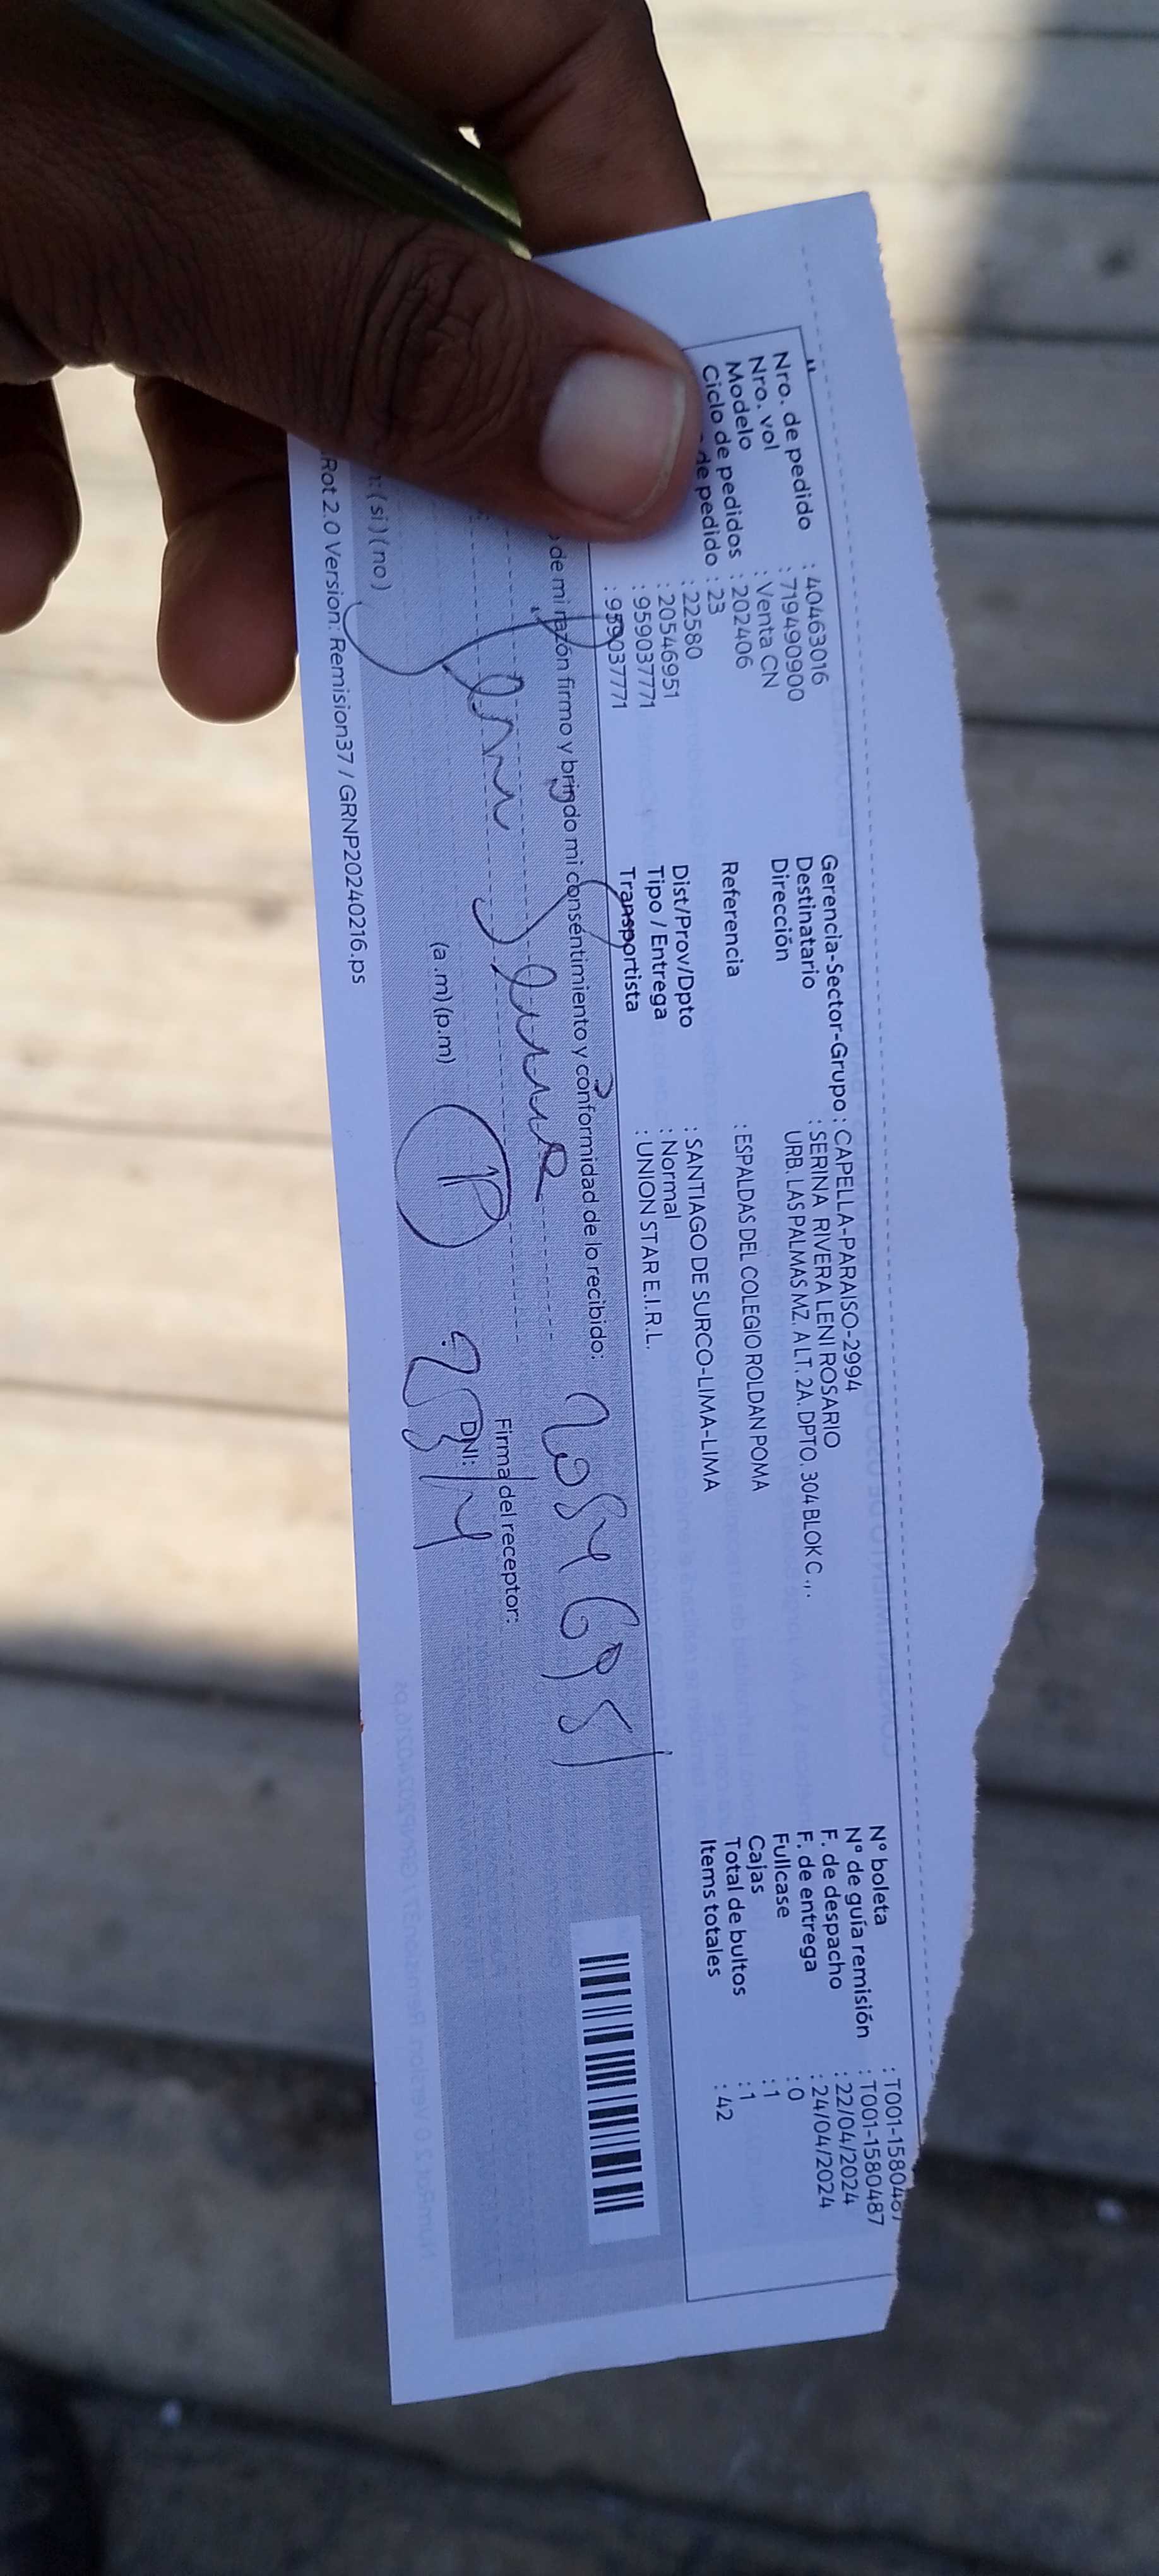 Nro. de pedido : 40463016
Nro. vol : 719490900
Modelo : Venta CN
Ciclo de pedidos : 202406
de pedido : 23
: 22580
: 20546951
: 959037771
: 959037771
Gerencia-Sector-Grupo : CAPELLA-PARAISO-2994
Destinatario : SERINA RIVERA LENI ROSARIO
Dirección URB. LAS PALMAS MZ. A LT. 2A. DPTO. 304 BLOK C ,, .
Referencia : ESPALDAS DEL COLEGIO ROLDAN POMA
Dist/Prov/Dpto : SANTIAGO DE SURCO-LIMA-LIMA
Tipo / Entrega : Normal
Transportista : UNION STAR E.I.R.L.
N° boleta : T001-1580487
N° de guía remisión : T001-1580487
F. de despacho : 22/04/2024
F. de entrega : 24/04/2024
Fullcase : 0
Cajas : 1
Total de bultos : 1
Items totales : 42
de mi razón firmo y brindo mi consentimiento y conformidad de lo recibido:
20546951
Firma del receptor:
DNI:
(a .m) (p.m)
P
(si) (no)
Rot 2.0 Version: Remision37 / GRNP20240216.ps